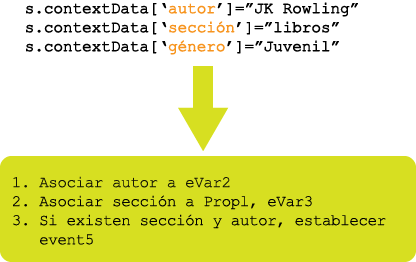 s.contextData[‘autor’]=”JK Rowling”
s.contextData[‘sección’]=”libros”
s.contextData[‘género’]=”Juvenil”
1. Asociar autor a eVar2
2. Asociar sección a Propl, eVar3
3. Si existen sección y autor, establecer
event5